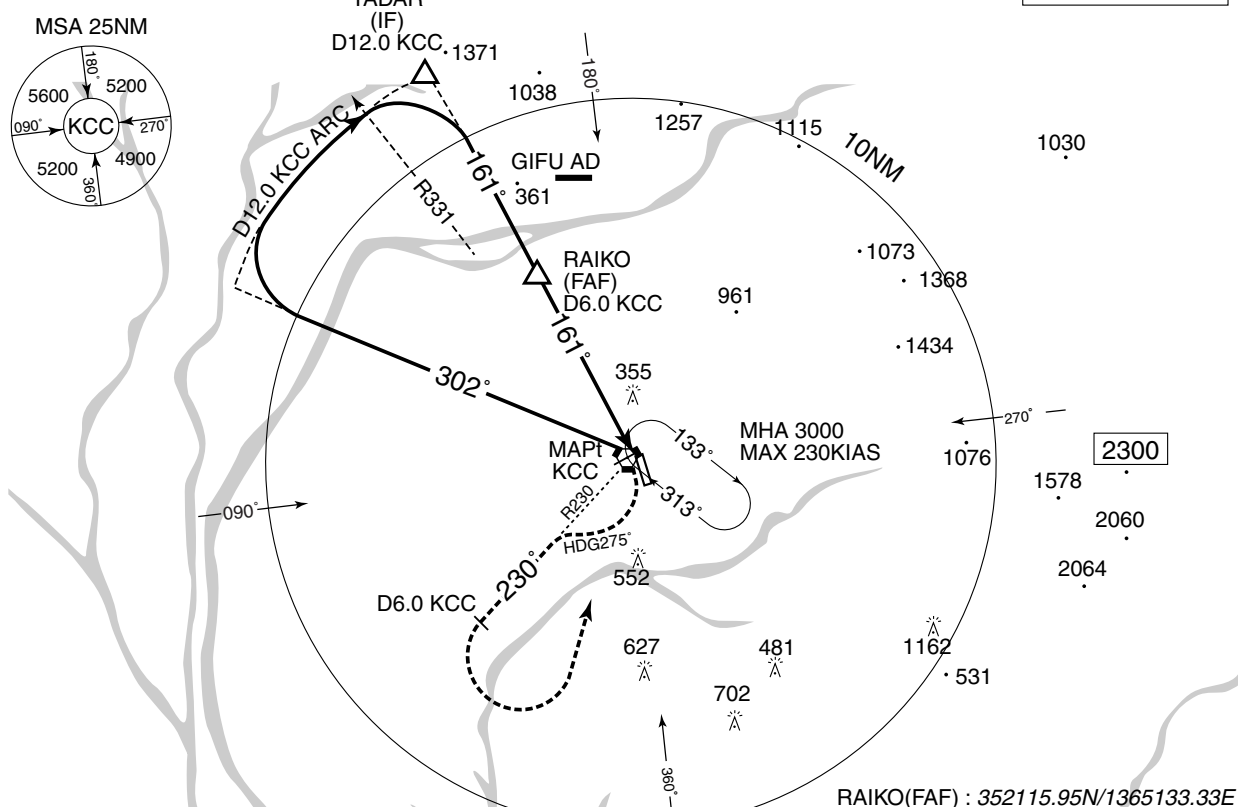 MSA 25NM
180°
5600
5200
090°
KCC
270°
5200
4900
360°
(IF)
D12.0 KCC
1371
1038
180°
1257
1115
10NM
1030
D12.0 KCC ARC
R331
161°
GIFU AD
361
RAIKO
(FAF)
D6.0 KCC
1073
1368
961
1434
161°
302°
355
MAPt
KCC
133°
313°
MHA 3000
MAX 230KIAS
270°
1076
2300
1578
2060
2064
090°
R230
HDG275°
230°
552
D6.0 KCC
627
481
702
1162
531
360°
RAIKO(FAF) : 352115.95N/1365133.33E